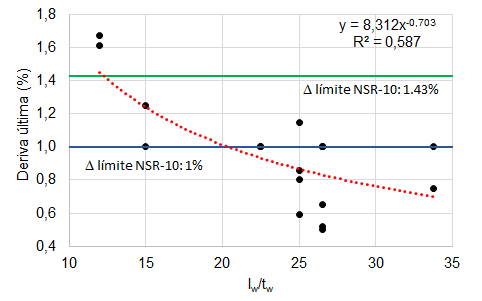 y = 8,312x-0.703
R² = 0,587
1,8
1,6
1,4
1,2
1,0
0,8
0,6
0,4
Deriva última (%)
Δ límite NSR-10: 1.43%
Δ límite NSR-10: 1%
10 15 20 25 30 35
lw/tw